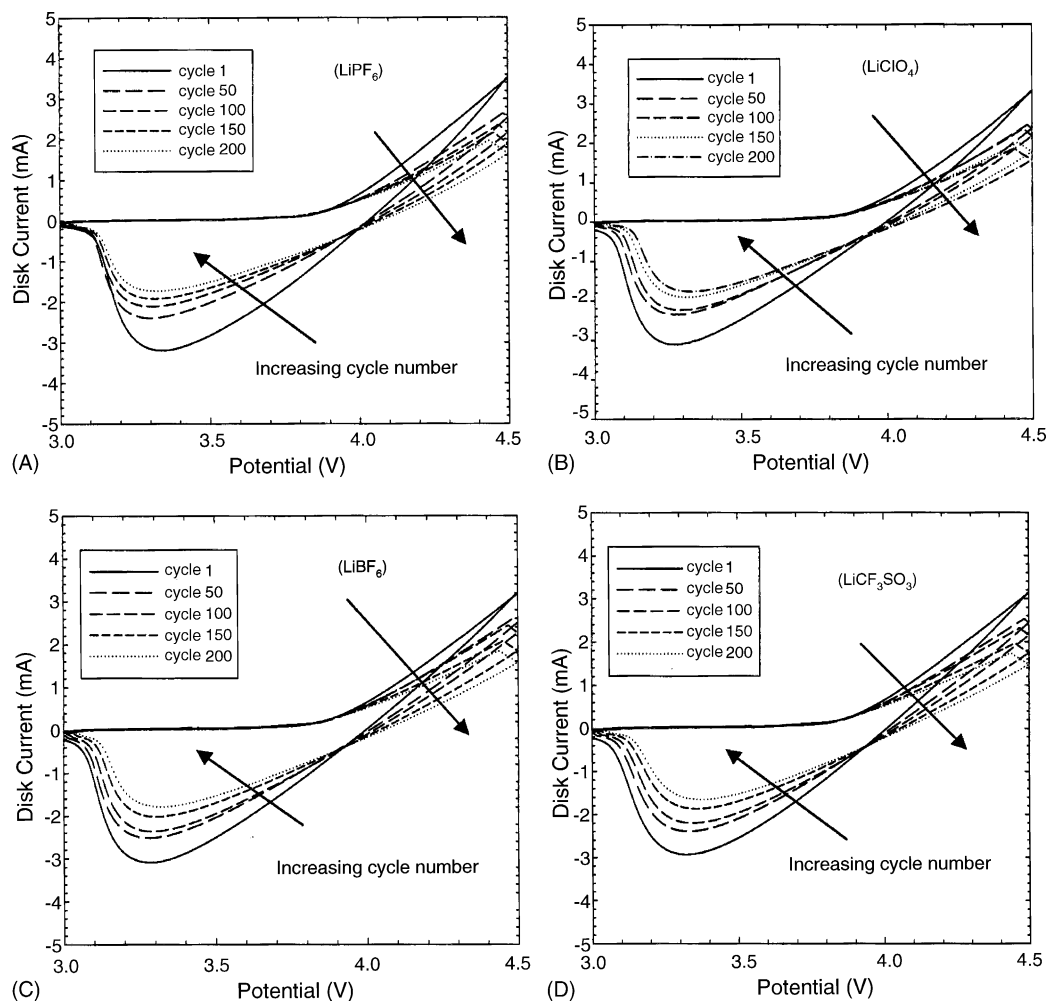 (A)
5
4
3
2
1
0
-1
-2
-3
-4
-5
Disk Current (mA)
cycle 1
cycle 50
cycle 100
cycle 150
cycle 200
(LiPF6)
Increasing cycle number
3.0 3.5 4.0 4.5
Potential (V)
(B)
5
4
3
2
1
0
-1
-2
-3
-4
-5
Disk Current (mA)
cycle 1
cycle 50
cycle 100
cycle 150
cycle 200
(LiClO4)
Increasing cycle number
3.0 3.5 4.0 4.5
Potential (V)
(C)
5
4
3
2
1
0
-1
-2
-3
-4
-5
Disk Current (mA)
cycle 1
cycle 50
cycle 100
cycle 150
cycle 200
(LiBF6)
Increasing cycle number
3.0 3.5 4.0 4.5
Potential (V)
(D)
5
4
3
2
1
0
-1
-2
-3
-4
-5
Disk Current (mA)
cycle 1
cycle 50
cycle 100
cycle 150
cycle 200
(LiCF3SO3)
Increasing cycle number
3.0 3.5 4.0 4.5
Potential (V)